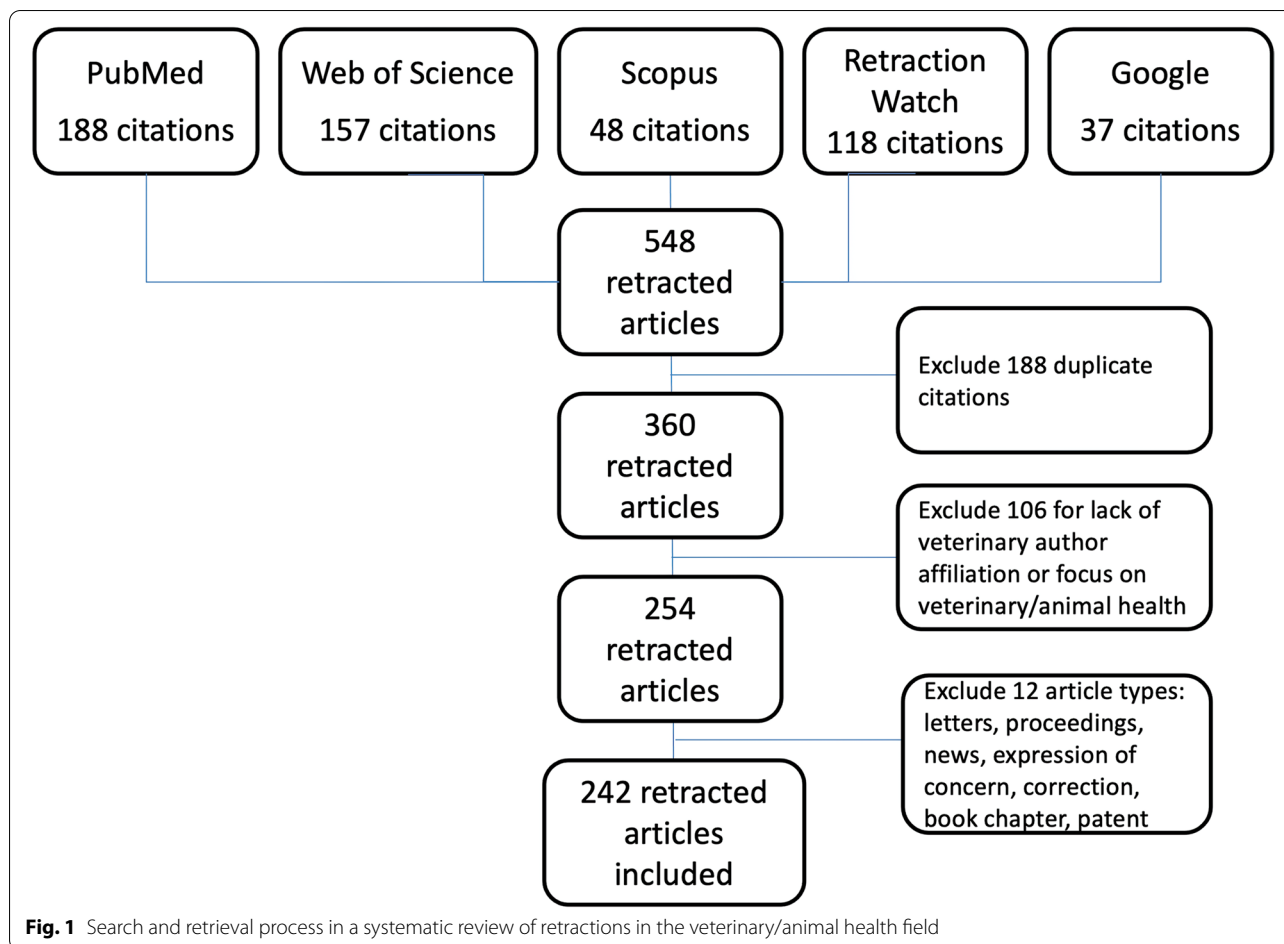 PubMed
188 citations
Web of Science
157 citations
Scopus
48 citations
Retraction
Watch
118 citations
Google
37 citations
548
retracted
articles
Exclude 188 duplicate
citations
360
retracted
articles
Exclude 106 for lack of
veterinary author
affiliation or focus on
veterinary/animal health
254
retracted
articles
Exclude 12 article types:
letters, proceedings,
news, expression of
concern, correction,
book chapter, patent
242 retracted
articles
included
Fig. 1 Search and retrieval process in a systematic review of retractions in the veterinary/animal health field